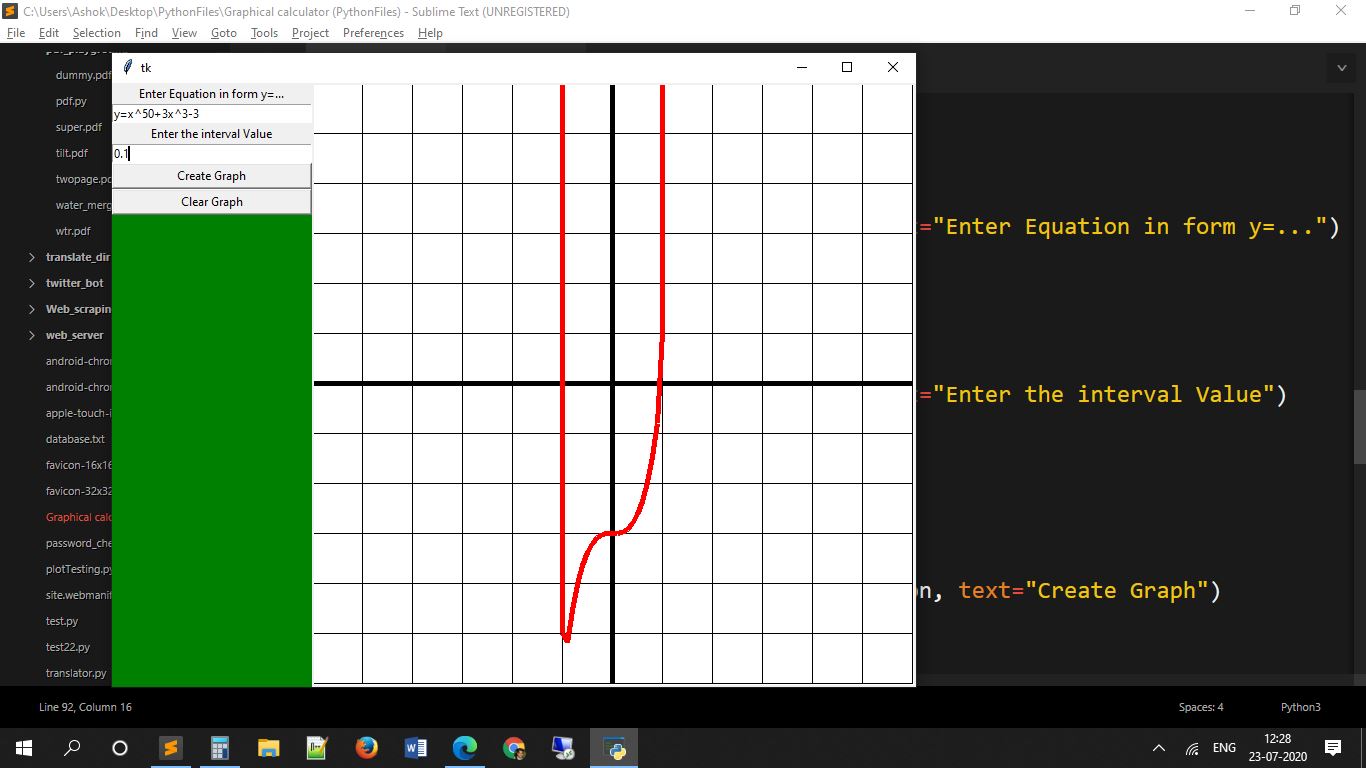 C:\Users\Ashok\Desktop\PythonFiles\Graphical calculator (PythonFiles) - Sublime Text (UNREGISTERED)
File Edit Selection Find View Goto Tools Project Preferences Help
tk
dummy.pdf
pdf.py
super.pdf
tilt.pdf
twopage.pd
water_merg
wtr.pdf
translate_dir
twitter_bot
Web_scrapin
web_server
android-chro
android-chro
apple-touch-i
database.txt
favicon-16x16
favicon-32x32
Graphical calc
password_che
plotTesting.py
site.webmanif
test.py
test22.py
translator.py
Enter Equation in form y=...
y=x^50+3x^3-3
Enter the interval Value
0.1
Create Graph
Clear Graph
="Enter Equation in form y=...")
="Enter the interval Value")
n, text="Create Graph")
Line 92, Column 16
Spaces: 4
Python3
ENG
12:28
23-07-2020